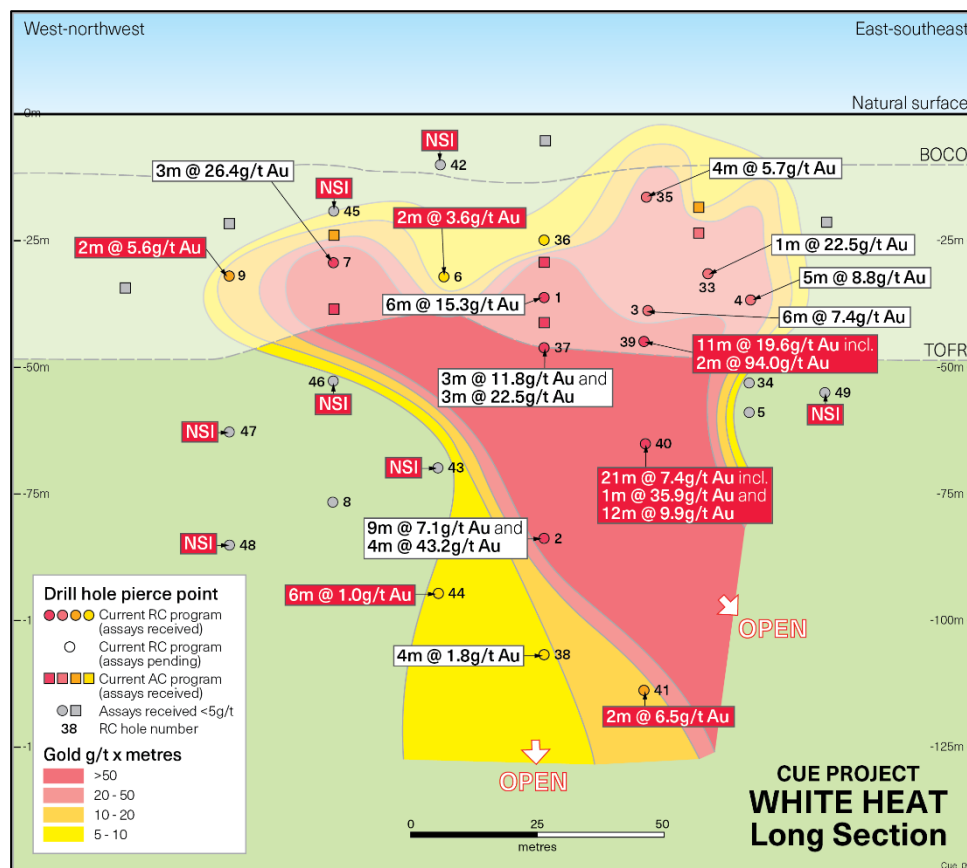 West-northwest
East-southeast
0m
Natural surface
BOCO
NSI
42
3m @ 26.4g/t Au
4m @ 5.7g/t Au
NSI
45
35
2m @ 3.6g/t Au
36
-25m
-25m
2m @ 5.6g/t Au
1m @ 22.5g/t Au
9
7
6
33
5m @ 8.8g/t Au
4
6m @ 15.3g/t Au
1
3
6m @ 7.4g/t Au
39
11m @ 19.6g/t Au incl.
2m @ 94.0g/t Au
37
TOFR
-50m
-50m
3m @ 11.8g/t Au and
3m @ 22.5g/t Au
46
NSI
34
49
NSI
5
NSI
47
40
NSI
43
21m @ 7.4g/t Au incl.
1m @ 35.9g/t Au and
12m @ 9.9g/t Au
-75m
-75m
8
9m @ 7.1g/t Au and
4m @ 43.2g/t Au
2
NSI
48
6m @ 1.0g/t Au
44
OPEN
-100m
4m @ 1.8g/t Au
38
41
2m @ 6.5g/t Au
-125m
OPEN
Drill hole pierce point
Current RC program
(assays received)
Current RC program
(assays pending)
Current AC program
(assays received)
Assays received <5g/t
38 RC hole number
Gold g/t x metres
>50
20 - 50
10 - 20
5 - 10
0 25 50
metres
CUE PROJECT
WHITE HEAT
Long Section